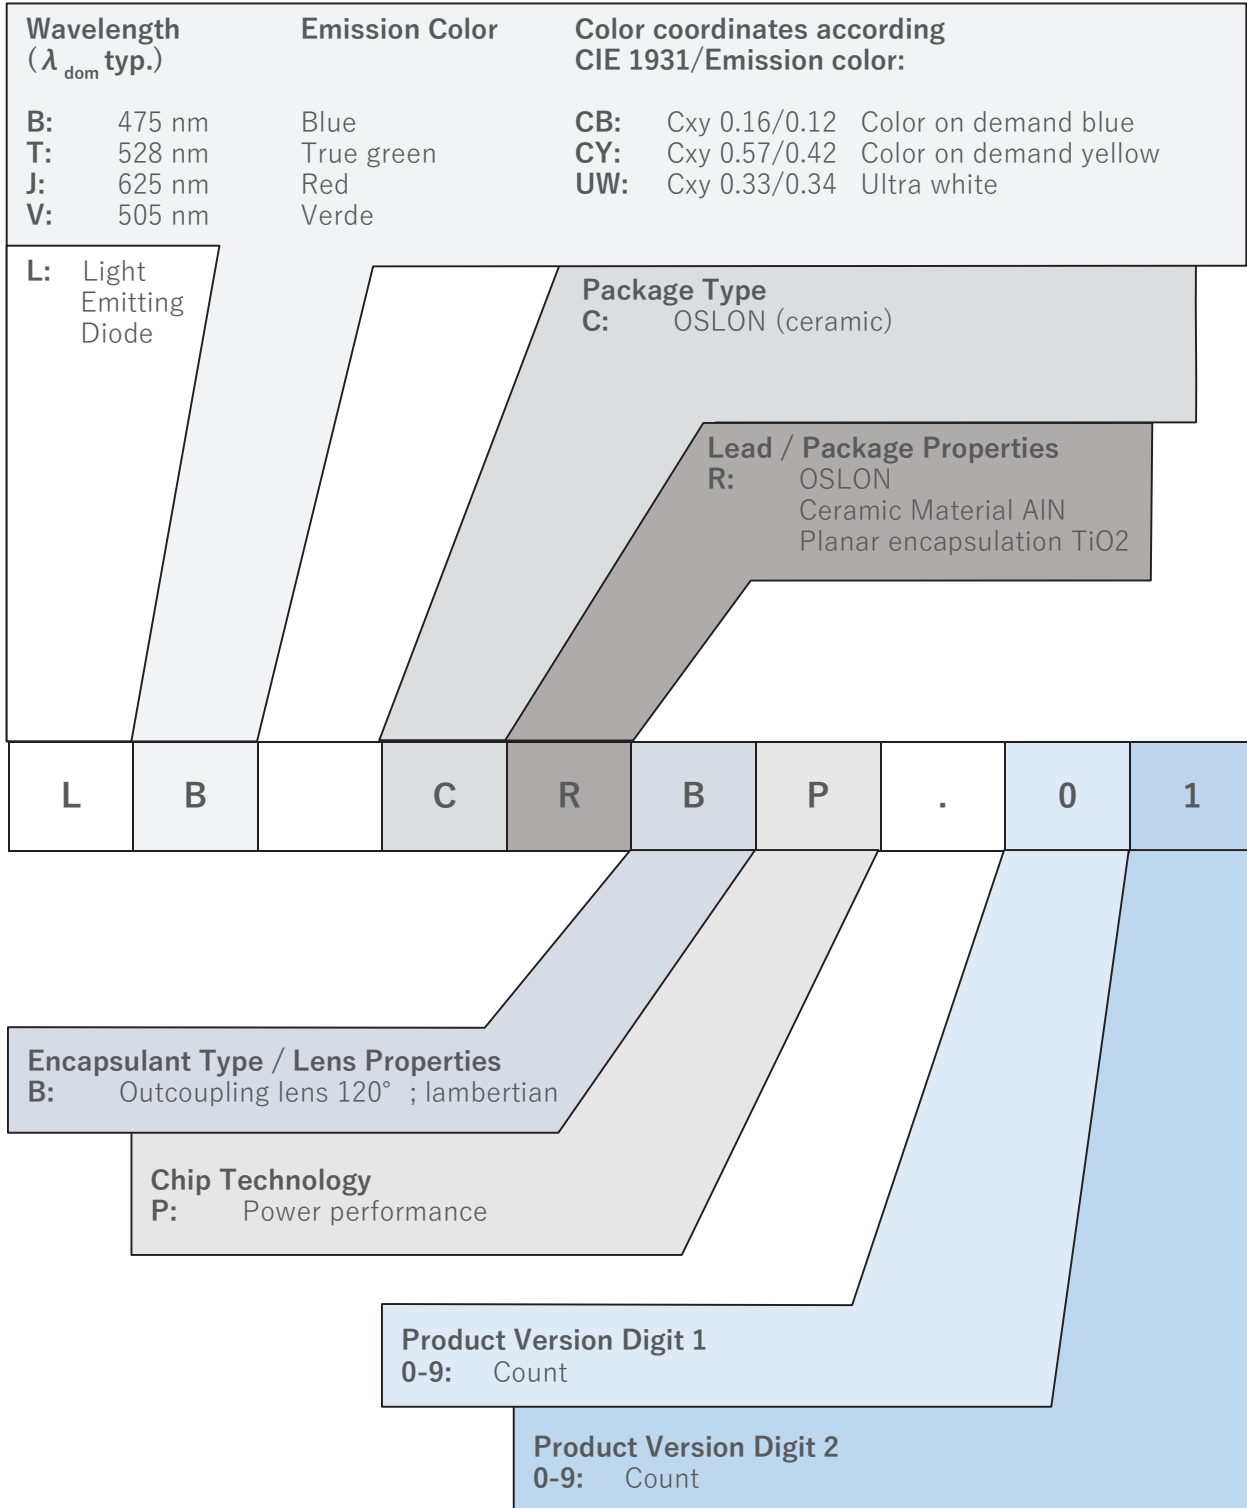 Wavelength Emission Color Color coordinates according
(λ dom typ.) CIE 1931/Emission color:
B: 475 nm Blue CB: Cxy 0.16/0.12 Color on demand blue
T: 528 nm True green CY: Cxy 0.57/0.42 Color on demand yellow
J: 625 nm Red UW: Cxy 0.33/0.34 Ultra white
V: 505 nm Verde
L: Light
Emitting
Diode
Package Type
C: OSLON (ceramic)
Lead / Package Properties
R: OSLON
Ceramic Material AlN
Planar encapsulation TiO2
L B C R B P . 0 1
Encapsulant Type / Lens Properties
B: Outcoupling lens 120° ; lambertian
Chip Technology
P: Power performance
Product Version Digit 1
0-9: Count
Product Version Digit 2
0-9: Count